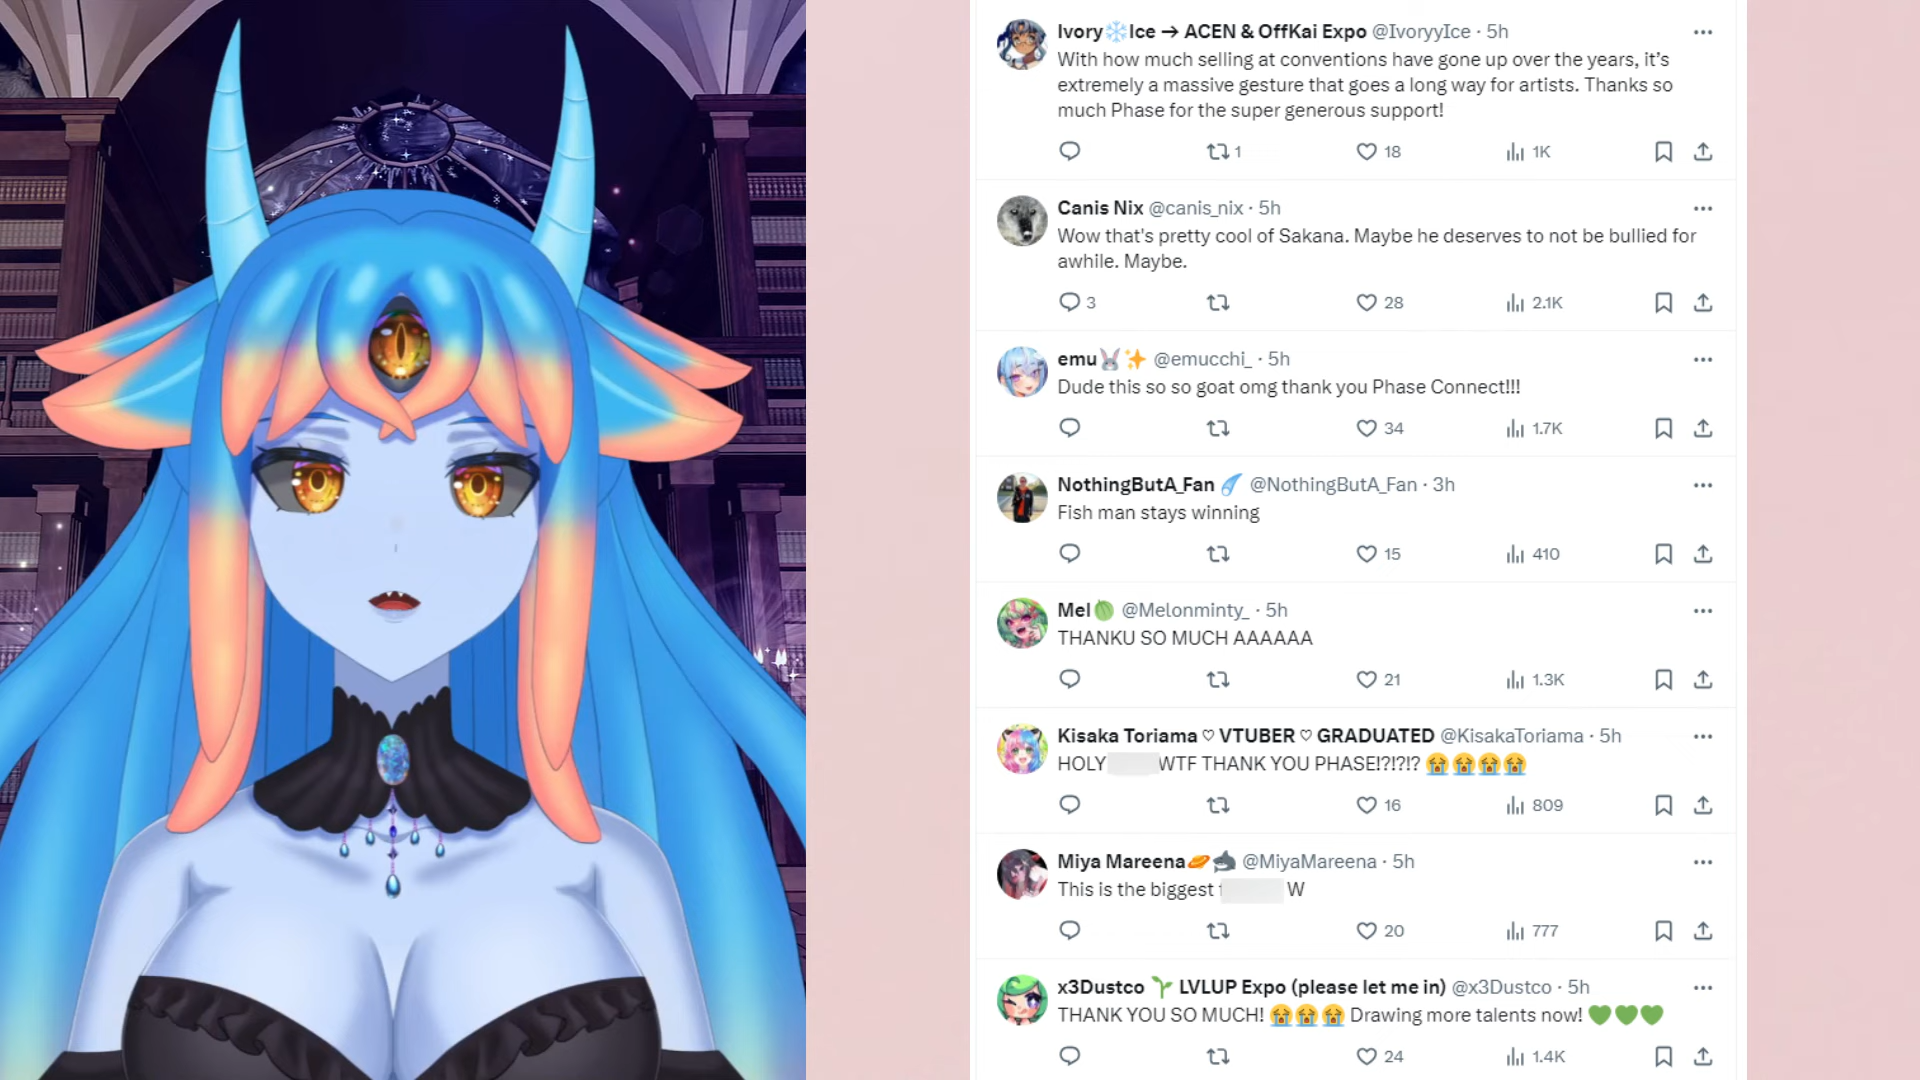 Ivory❄️Ice → ACEN & OffKai Expo @IvoryyIce · 5h
With how much selling at conventions have gone up over the years, it's
extremely a massive gesture that goes a long way for artists. Thanks so
much Phase for the super generous support!
1 18 1K
Canis Nix @canis_nix · 5h
Wow that's pretty cool of Sakana. Maybe he deserves to not be bullied for
awhile. Maybe.
3 28 2.1K
emu🐰✨ @emucchi_ · 5h
Dude this so so goat omg thank you Phase Connect!!!
34 1.7K
NothingButA_Fan @NothingButA_Fan · 3h
Fish man stays winning
15 410
Mel🍈 @Melonminty_ · 5h
THANKU SO MUCH AAAAAA
21 1.3K
Kisaka Toriama ♡ VTUBER ♡ GRADUATED @KisakaToriama · 5h
HOLY WTF THANK YOU PHASE!?!?!? 😭😭😭😭
16 809
Miya Mareena🌭🦈 @MiyaMareena · 5h
This is the biggest W
20 777
x3Dustco 🌱 LVLUP Expo (please let me in) @x3Dustco · 5h
THANK YOU SO MUCH! 😭😭😭 Drawing more talents now! 💚💚💚
24 1.4K